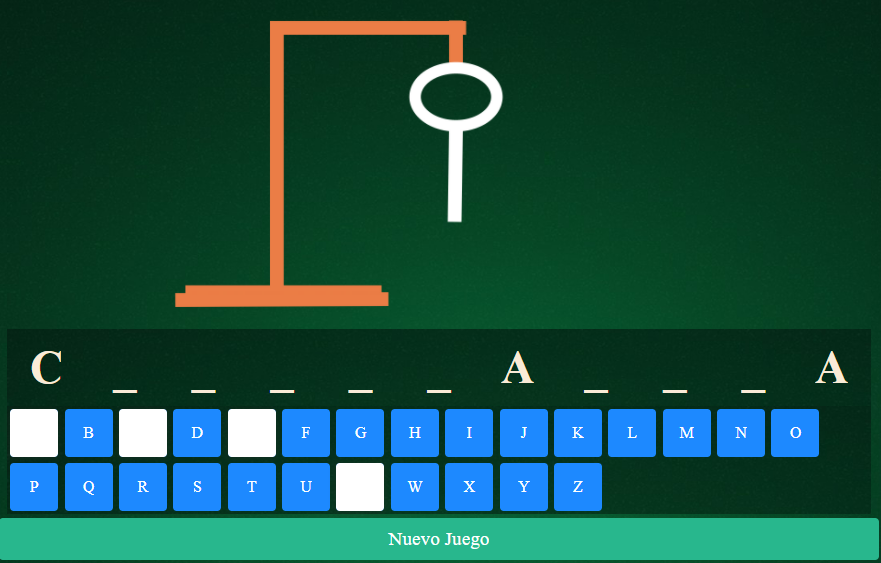 C _ _ _ _ _ A _ _ _ A
B D F G H I J K L M N O
P Q R S T U W X Y Z
Nuevo Juego